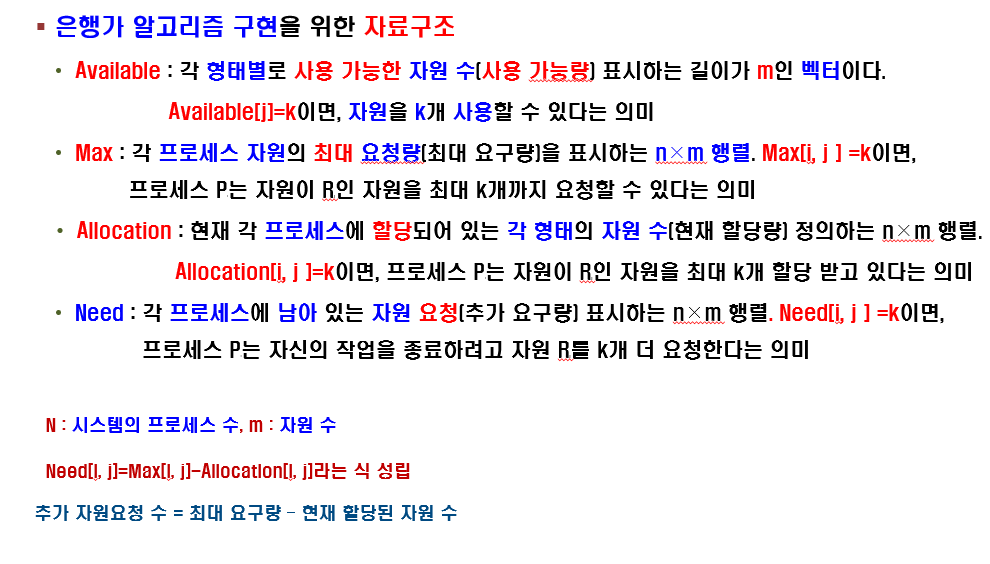 ▪ 은행가 알고리즘 구현을 위한 자료구조
• Available : 각 형태별로 사용 가능한 자원 수(사용 가능량) 표시하는 길이가 m인 벡터이다.
Available[j]=k이면, 자원을 k개 사용할 수 있다는 의미
• Max : 각 프로세스 자원의 최대 요청량(최대 요구량)을 표시하는 n×m 행렬. Max[i, j ] =k이면,
프로세스 P는 자원이 R인 자원을 최대 k개까지 요청할 수 있다는 의미
• Allocation : 현재 각 프로세스에 할당되어 있는 각 형태의 자원 수(현재 할당량) 정의하는 n×m 행렬.
Allocation[i, j ]=k이면, 프로세스 P는 자원이 R인 자원을 최대 k개 할당 받고 있다는 의미
• Need : 각 프로세스에 남아 있는 자원 요청(추가 요구량) 표시하는 n×m 행렬. Need[i, j ] =k이면,
프로세스 P는 자신의 작업을 종료하려고 자원 R를 k개 더 요청한다는 의미
N : 시스템의 프로세스 수, m : 자원 수
Need[I, j]=Max[I, j]-Allocation[I, j]라는 식 성립
추가 자원요청 수 = 최대 요구량 – 현재 할당된 자원 수